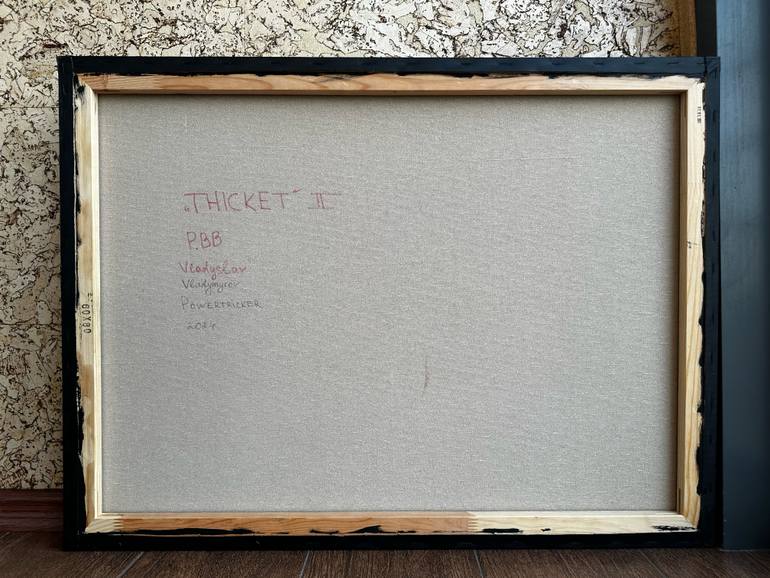 „THICKET" II
P.BB
Vladyslav
Vladymyrov
POWERTRICKER
2024
60X80